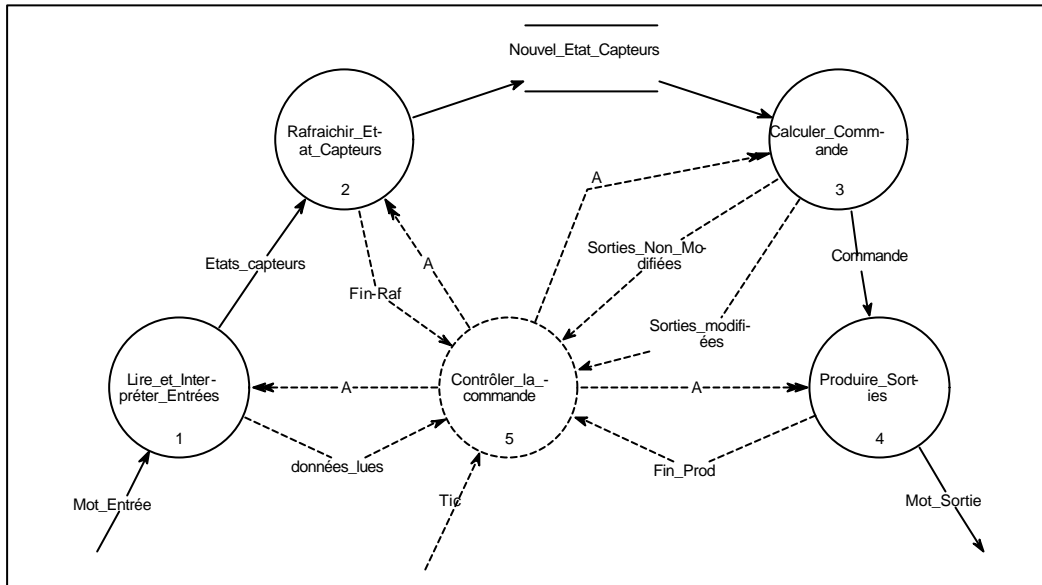 Nouvel_Etat_Capteurs
Rafraichir_Et-
at_Capteurs
2
Calculer_Comm-
ande
3
A
Sorties_Non_Mo-
difiées
Commande
Etats_capteurs
A
Fin-Raf
Sorties_modifi-
ées
Lire_et_Inter-
préter_Entrées
1
A
Contrôler_la_-
commande
5
A
Produire_Sort-
ies
4
données_lues
Fin_Prod
Mot_Entrée
Tic
Mot_Sortie